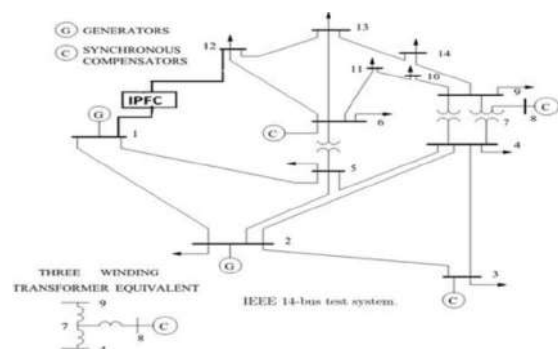 G GENERATORS
C SYNCHRONOUS
COMPENSATORS
13
12
14
11
10
IPFC
9
G
C
1
C
6
7
8
4
5
2
THREE WINDING
TRANSFORMER EQUIVALENT
G
3
C
IEEE 14-bus test system.
9
7
C
8
4